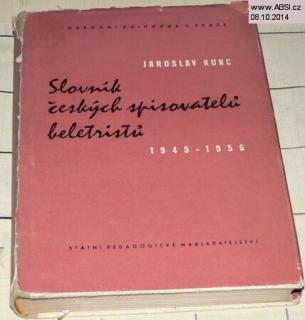 www.ABSI.cz
08.10.2014
NÁRODNÍ KNIHOVNA V PRAZE
JAROSLAV KUNC
Slovník
českých spisovatelů
beletristů
1945-1956
STÁTNÍ PEDAGOGICKÉ NAKLADATELSTVÍ